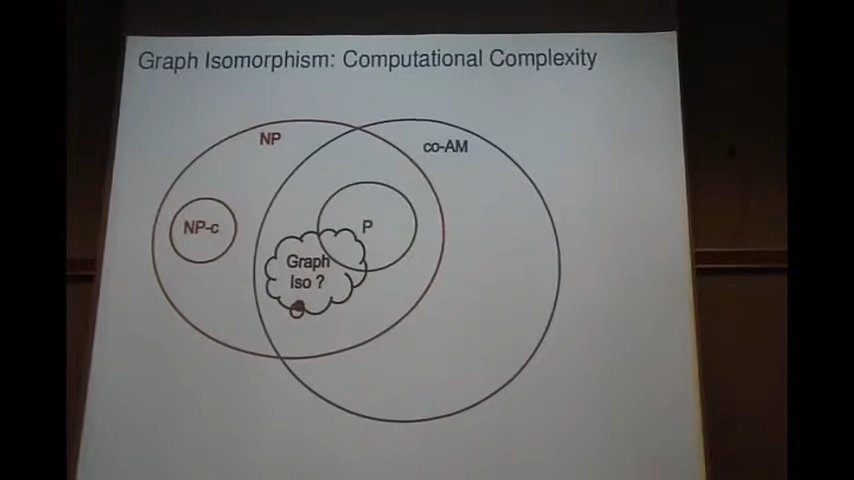 Graph Isomorphism: Computational Complexity
NP
co-AM
NP-c
P
Graph
Iso ?